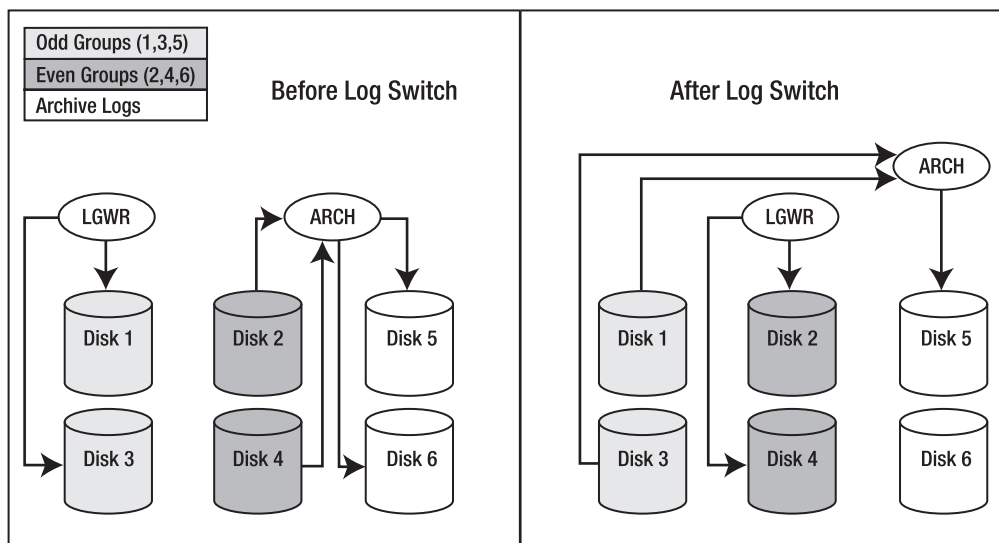 Odd Groups (1,3,5)
Even Groups (2,4,6)
Archive Logs
Before Log Switch
LGWR
ARCH
Disk 1
Disk 2
Disk 5
Disk 3
Disk 4
Disk 6
After Log Switch
ARCH
LGWR
Disk 1
Disk 2
Disk 5
Disk 3
Disk 4
Disk 6